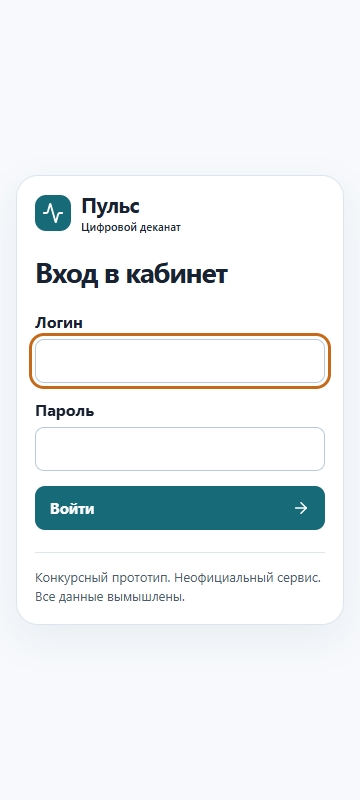 Пульс
Цифровой деканат
Вход в кабинет
Логин
Пароль
Войти
Конкурсный прототип. Неофициальный сервис.
Все данные вымышлены.